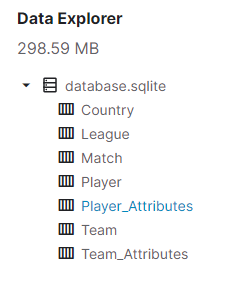 Data Explorer
298.59 MB
database.sqlite
Country
League
Match
Player
Player_Attributes
Team
Team_Attributes